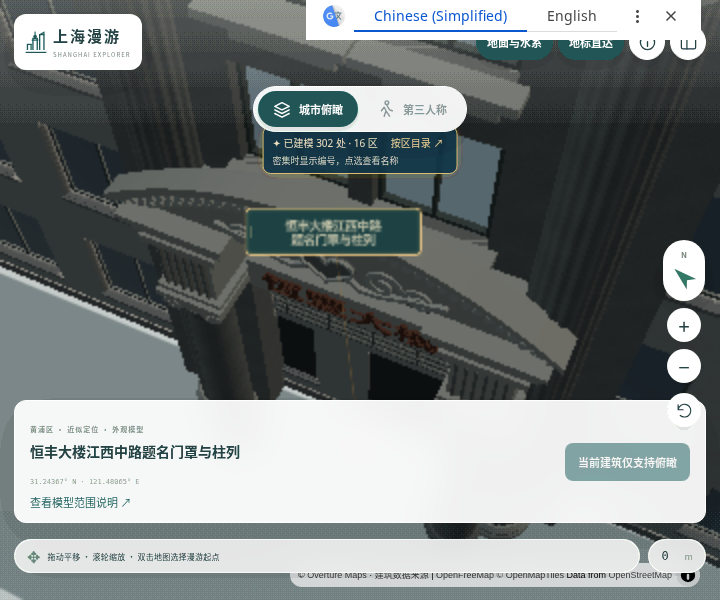 Chinese (Simplified)
English
上海漫游
SHANGHAI EXPLORER
地面与水系
地标直达
城市俯瞰
第三人称
✦ 已建模 302 处 · 16 区 按区目录 ↗
密集时显示编号，点选查看名称
恒丰大楼江西中路
题名门罩与柱列
N
+
−
黄浦区 · 近似定位 · 外观模型
恒丰大楼江西中路题名门罩与柱列
31.24367° N · 121.48865° E
查看模型范围说明 ↗
当前建筑仅支持俯瞰
拖动平移 · 滚轮缩放 · 双击地图选择漫游起点
0 m
© Overture Maps · 建筑数据来源 | OpenFreeMap © OpenMapTiles Data from OpenStreetMap